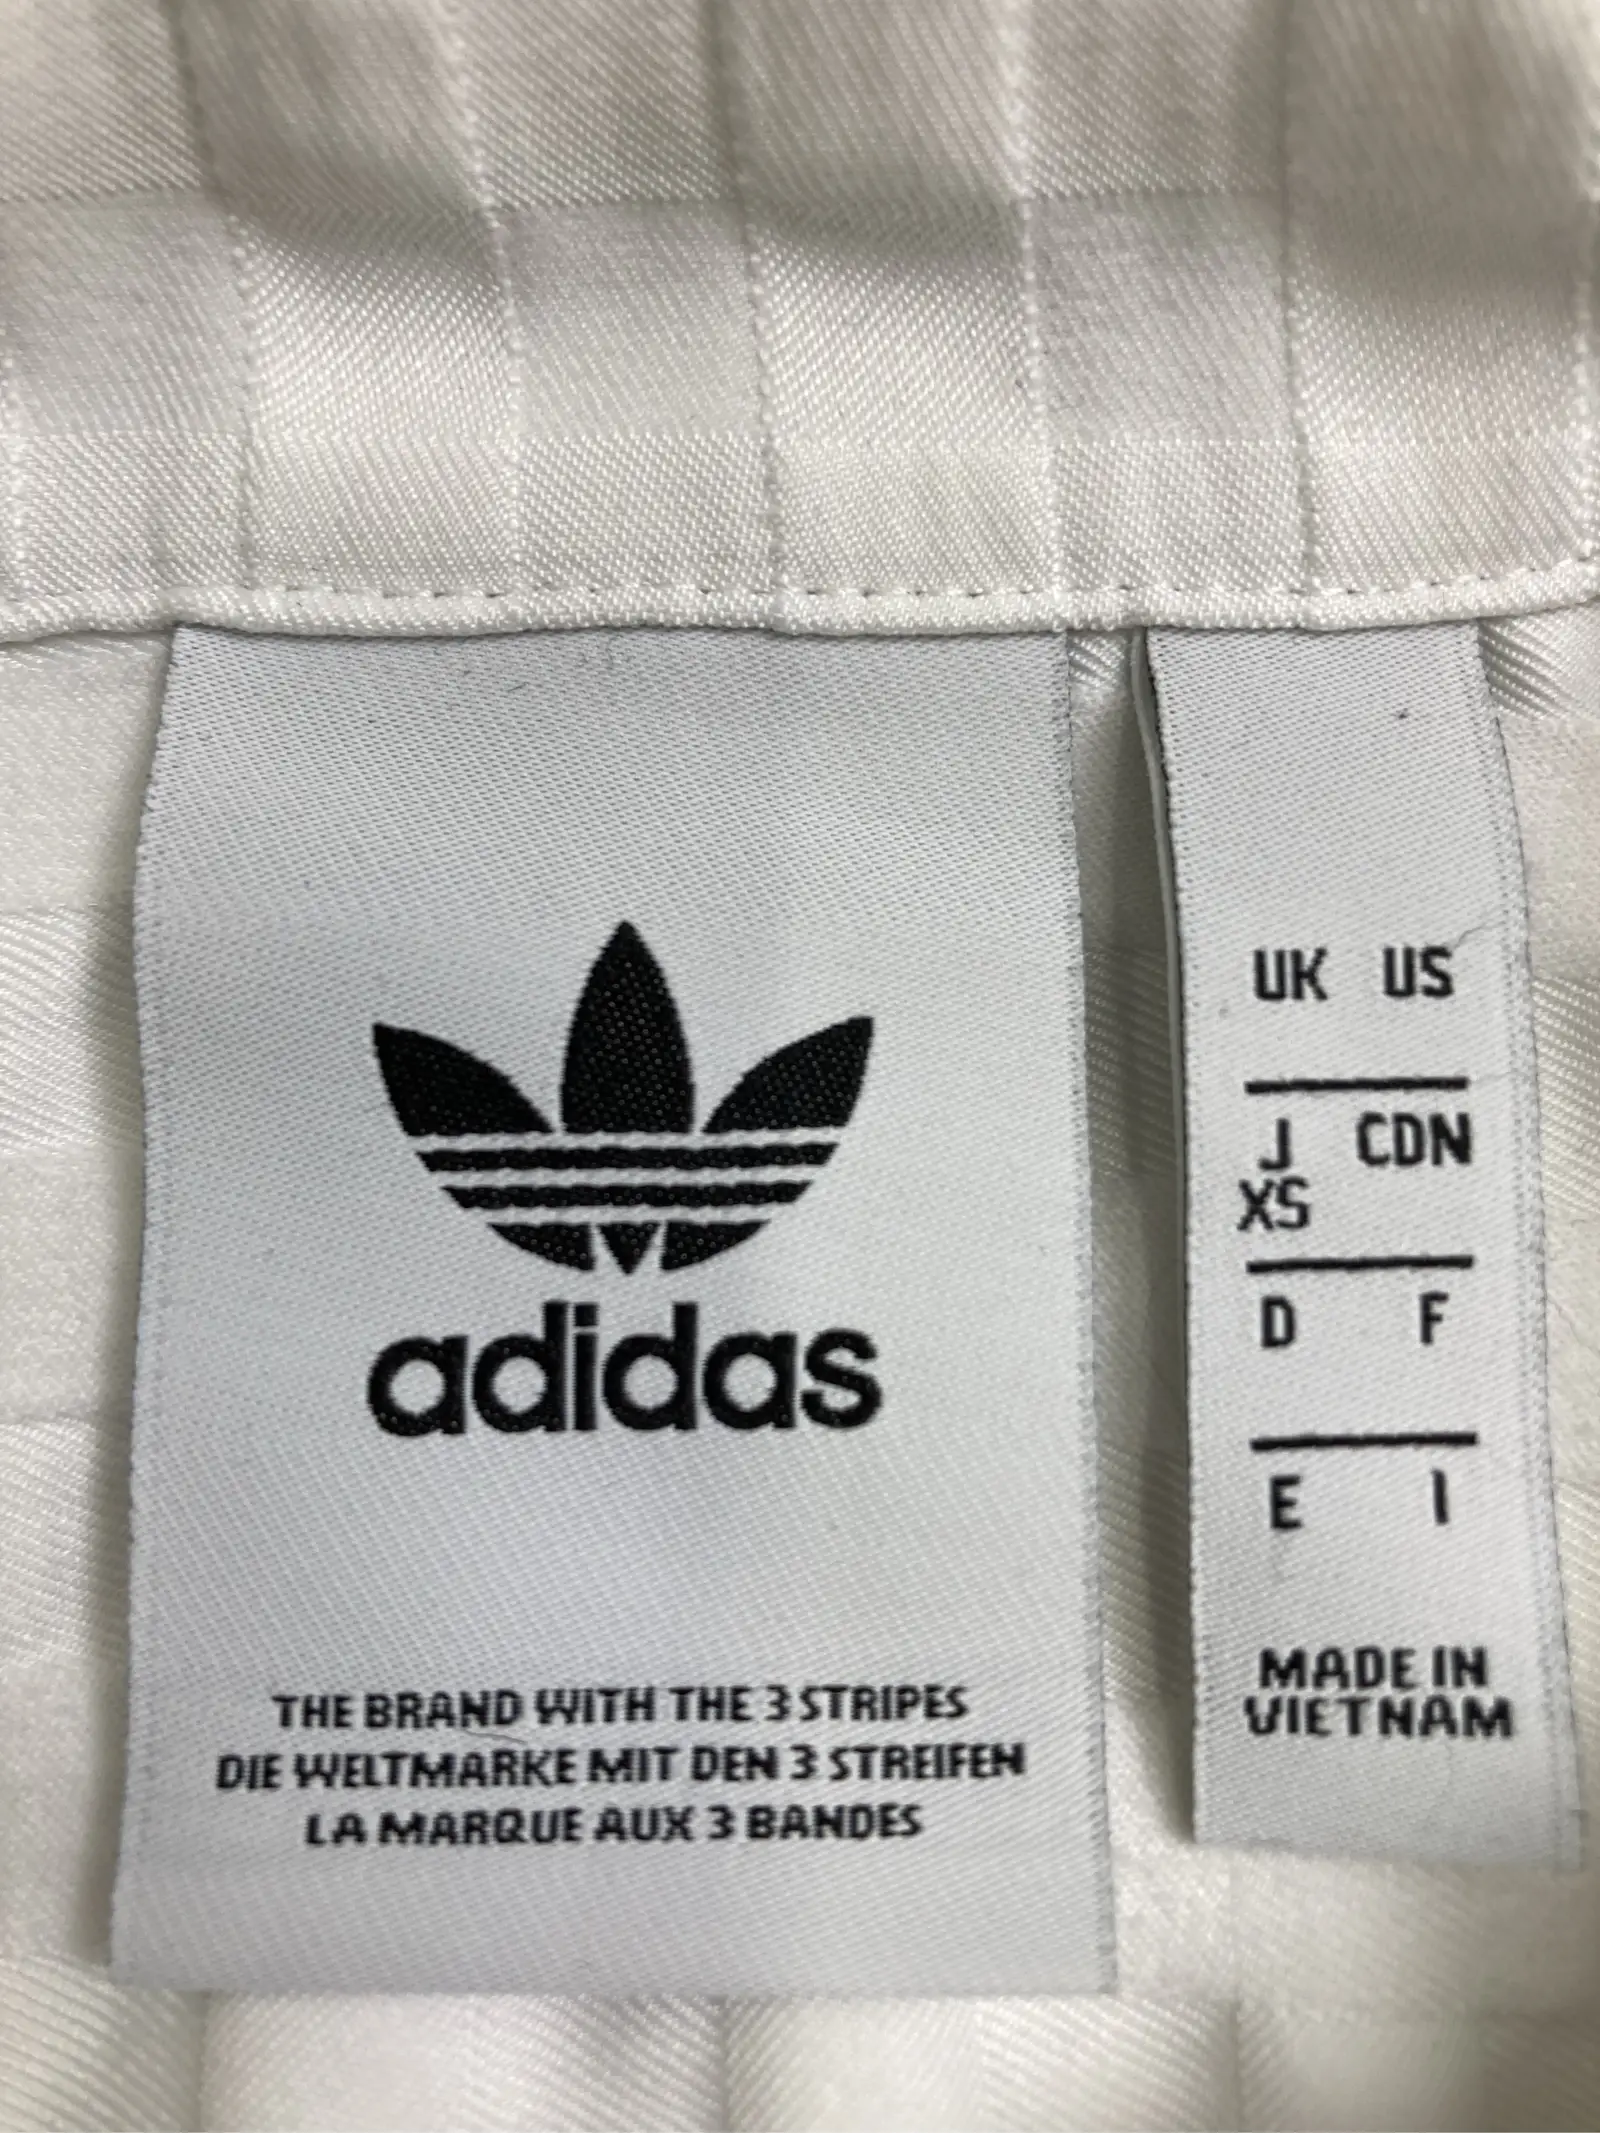 adidas
THE BRAND WITH THE 3 STRIPES
DIE WELTMARKE MIT DEN 3 STREIFEN
LA MARQUE AUX 3 BANDES
UK US
J CDN
XS
D F
E I
MADE IN
VIETNAM